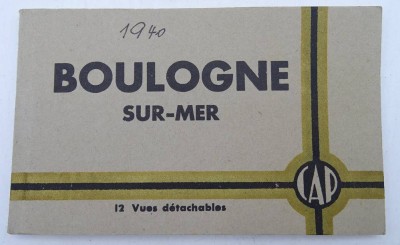 1940
BOULOGNE
SUR-MER
CAP
12 Vues détachables